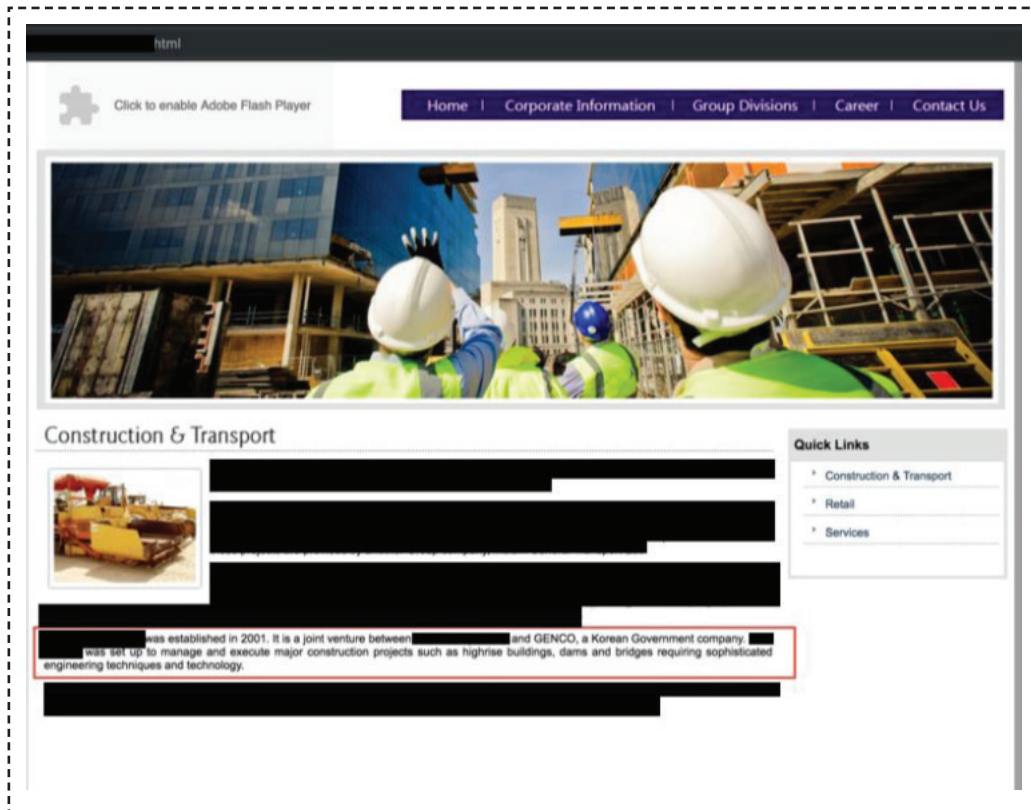 html
Click to enable Adobe Flash Player
Home | Corporate Information | Group Divisions | Career | Contact Us
Construction & Transport
Quick Links
Construction & Transport
Retail
Services
was established in 2001. It is a joint venture between and GENCO, a Korean Government company.
was set up to manage and execute major construction projects such as highrise buildings, dams and bridges requiring sophisticated
engineering techniques and technology.